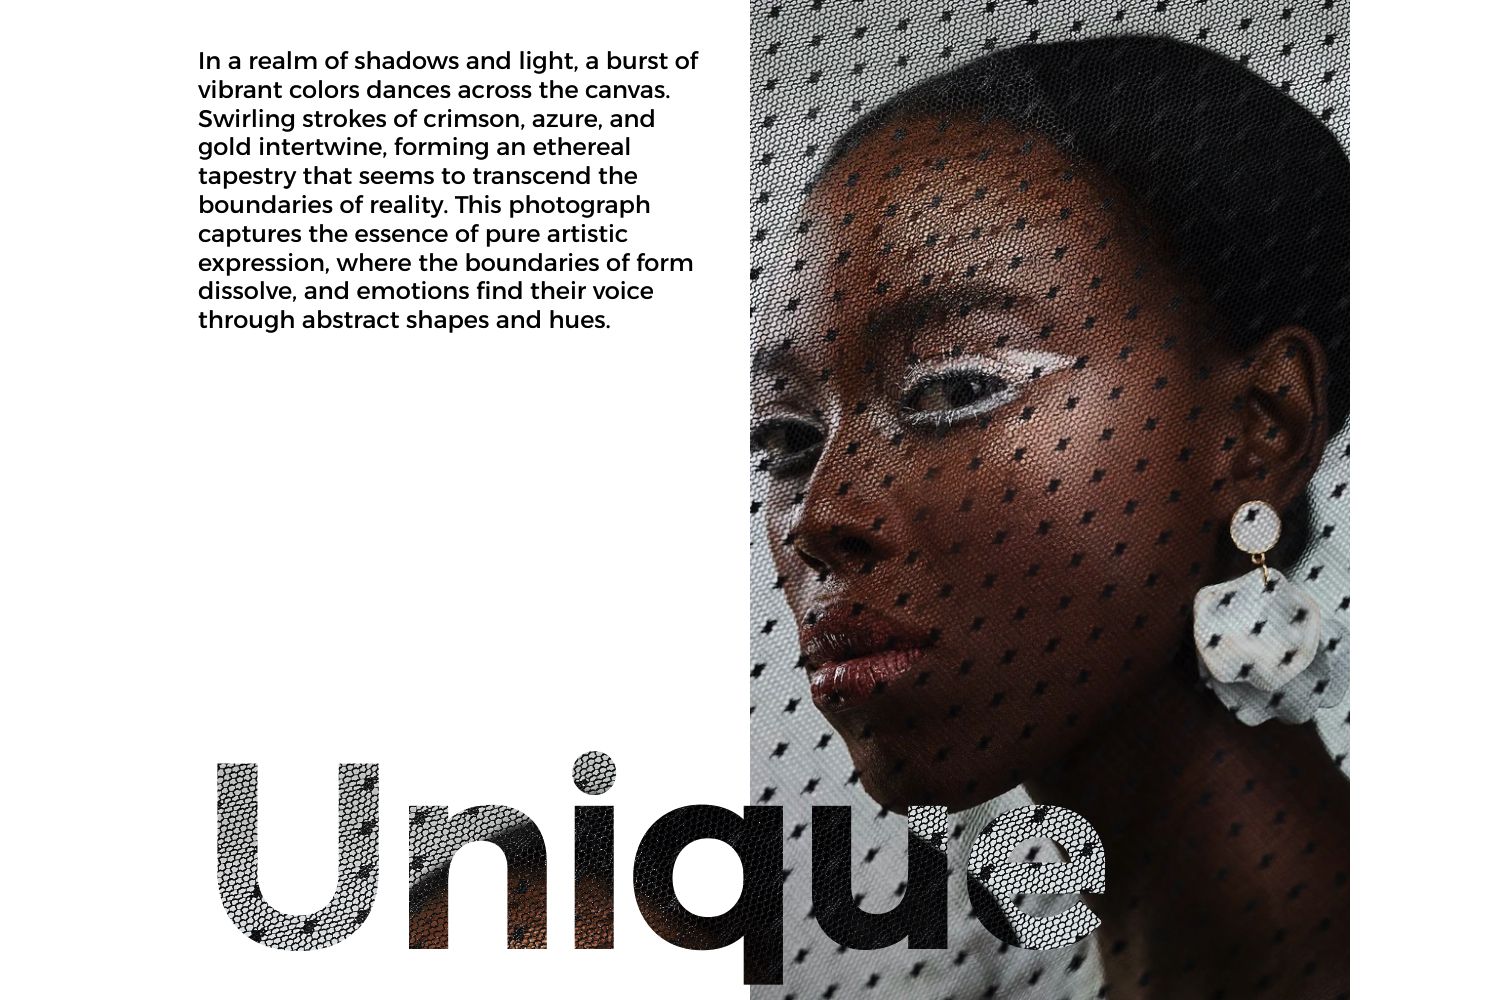 In a realm of shadows and light, a burst of
vibrant colors dances across the canvas.
Swirling strokes of crimson, azure, and
gold intertwine, forming an ethereal
tapestry that seems to transcend the
boundaries of reality. This photograph
captures the essence of pure artistic
expression, where the boundaries of form
dissolve, and emotions find their voice
through abstract shapes and hues.
Unique